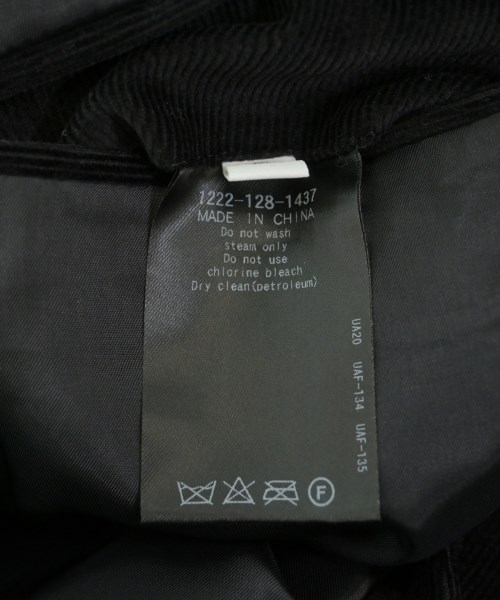 1222-128-1437
MADE IN CHINA
Do not wash
steam only
Do not use
chlorine bleach
Dry clean(petroleum)
UA20 UAF-134 UAF-135
F